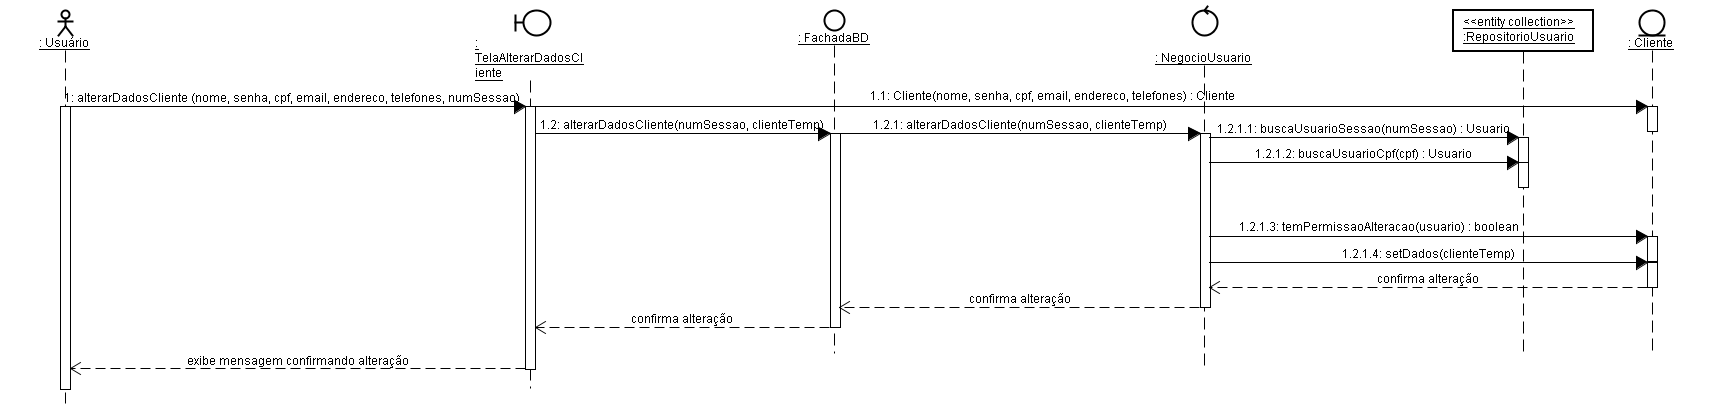 : Usuário
:
TelaAlterarDadosCl
iente
: FachadaBD
: NegocioUsuario
<<entity collection>>
:RepositorioUsuario
: Cliente
1: alterarDadosCliente (nome, senha, cpf, email, endereco, telefones, numSessao)
1.1: Cliente(nome, senha, cpf, email, endereco, telefones) : Cliente
1.2: alterarDadosCliente(numSessao, clienteTemp)
1.2.1: alterarDadosCliente(numSessao, clienteTemp)
1.2.1.1: buscaUsuarioSessao(numSessao) : Usuario
1.2.1.2: buscaUsuarioCpf(cpf) : Usuario
1.2.1.3: temPermissaoAlteracao(usuario) : boolean
1.2.1.4: setDados(clienteTemp)
confirma alteração
confirma alteração
confirma alteração
exibe mensagem confirmando alteração